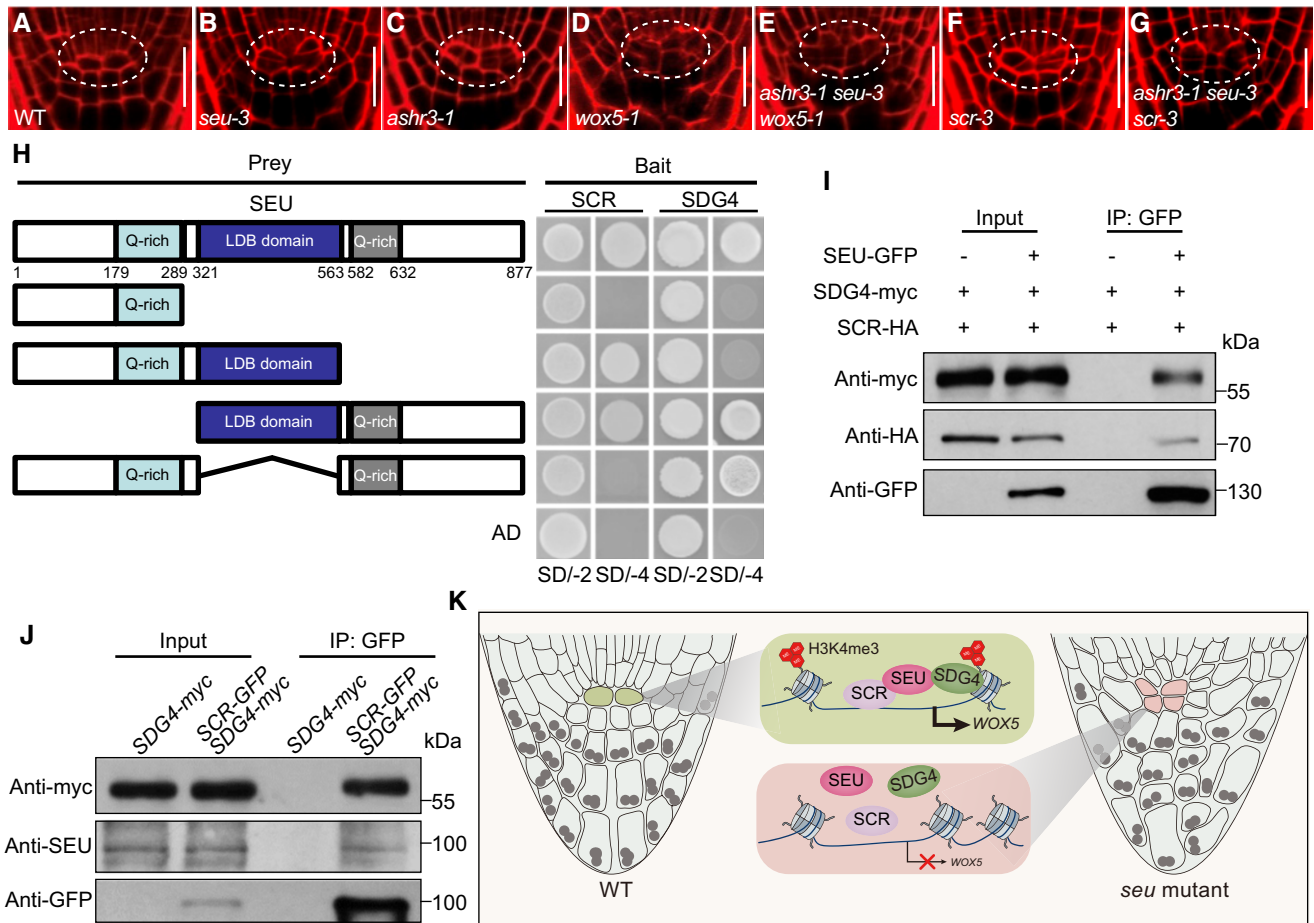 A B C D E F G
WT
seu-3
ashr3-1
wox5-1
ashr3-1 seu-3
wox5-1
scr-3
ashr3-1 seu-3
scr-3
H
Prey
Bait
SEU
SCR SDG4
Q-rich LDB domain Q-rich
1 179 289 321 563 582 632 877
Q-rich
Q-rich LDB domain
LDB domain Q-rich
Q-rich Q-rich
AD
SD/-2 SD/-4 SD/-2 SD/-4
I
Input IP: GFP
SEU-GFP - + - +
SDG4-myc + + + +
SCR-HA + + + +
kDa
Anti-myc 55
Anti-HA 70
Anti-GFP 130
J
Input IP: GFP
SDG4-myc
SCR-GFP
SDG4-myc
SDG4-myc
SCR-GFP
SDG4-myc
kDa
Anti-myc 55
Anti-SEU 100
Anti-GFP 100
K
H3K4me3
SCR SEU SDG4
WOX5
SEU SDG4
SCR
WOX5
WT
seu mutant